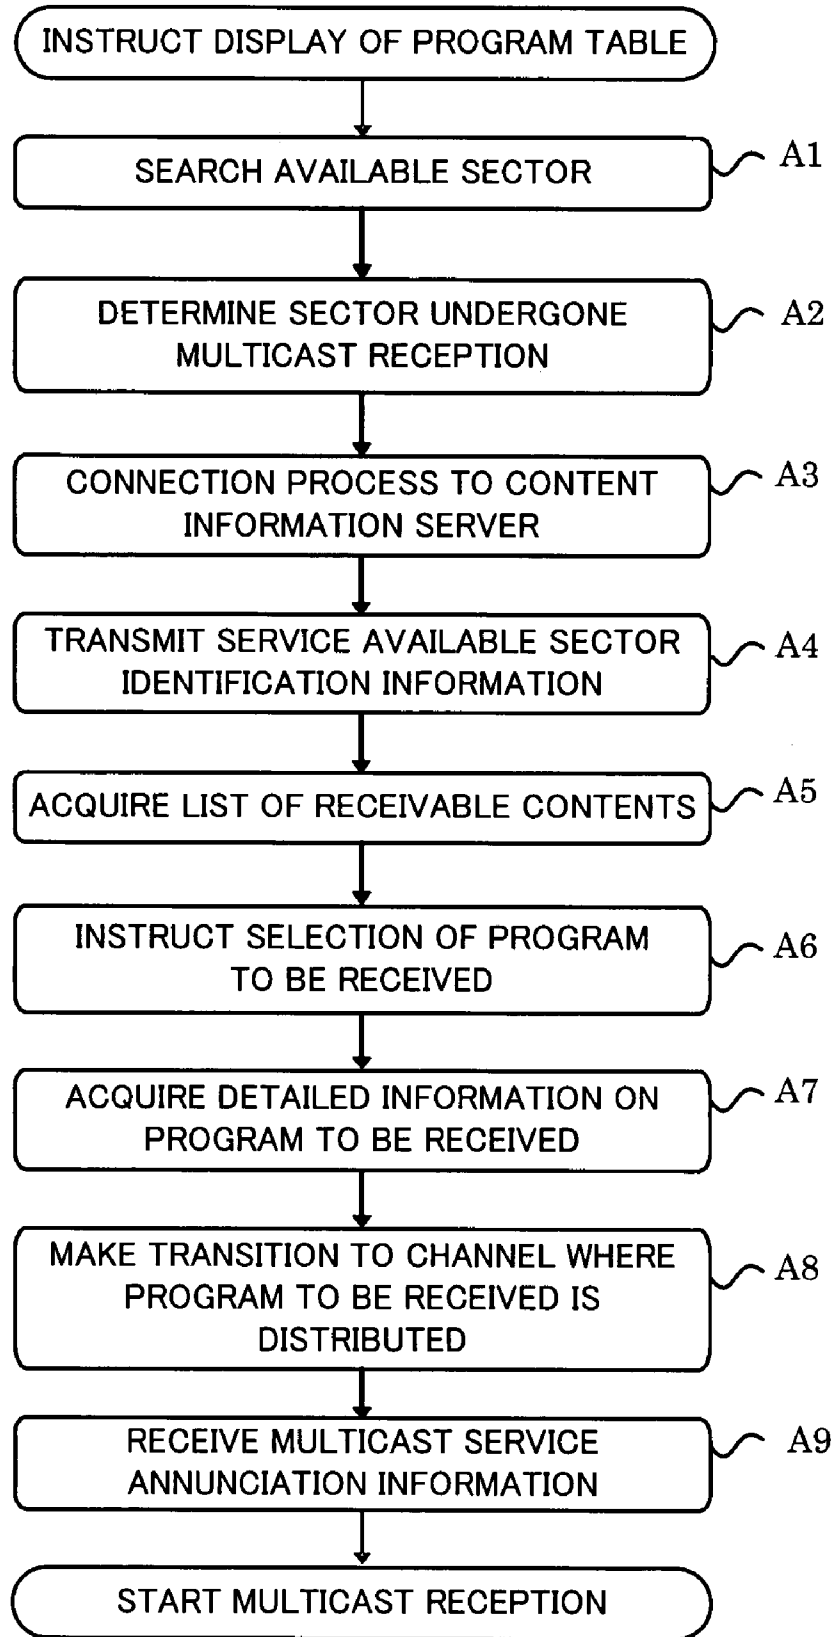 INSTRUCT DISPLAY OF PROGRAM TABLE
SEARCH AVAILABLE SECTOR
A1
DETERMINE SECTOR UNDERGONE
MULTICAST RECEPTION
A2
CONNECTION PROCESS TO CONTENT
INFORMATION SERVER
A3
TRANSMIT SERVICE AVAILABLE SECTOR
IDENTIFICATION INFORMATION
A4
ACQUIRE LIST OF RECEIVABLE CONTENTS
A5
INSTRUCT SELECTION OF PROGRAM
TO BE RECEIVED
A6
ACQUIRE DETAILED INFORMATION ON
PROGRAM TO BE RECEIVED
A7
MAKE TRANSITION TO CHANNEL WHERE
PROGRAM TO BE RECEIVED IS
DISTRIBUTED
A8
RECEIVE MULTICAST SERVICE
ANNUNCIATION INFORMATION
A9
START MULTICAST RECEPTION